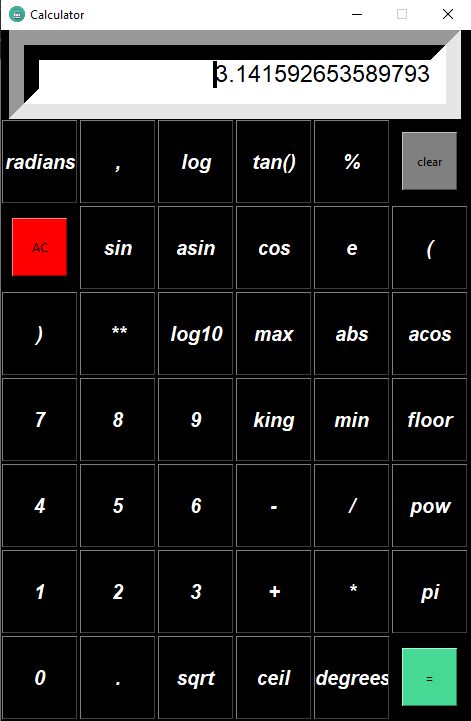 Calculator
3.141592653589793
radians , log tan() % clear
AC sin asin cos e (
) ** log10 max abs acos
7 8 9 king min floor
4 5 6 - / pow
1 2 3 + * pi
0 . sqrt ceil degrees =